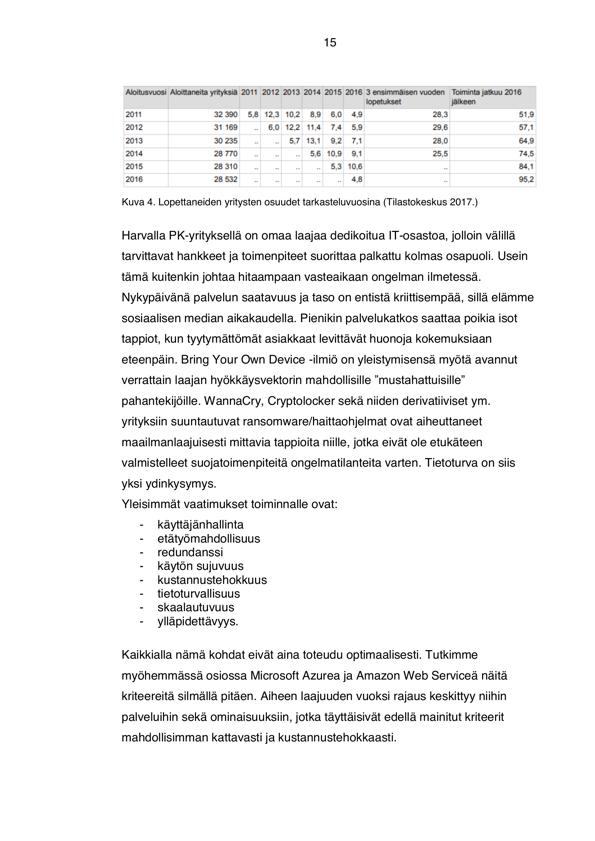 15
Aloitusvuosi Aloittaneita yrityksiä 2011 2012 2013 2014 2015 2016 3 ensimmäisen vuoden lopetukset Toiminta jatkuu 2016 jälkeen
2011 32 390 5,8 12,3 10,2 8,9 6,0 4,9 28,3 51,9
2012 31 169 .. 6,0 12,2 11,4 7,4 5,9 29,6 57,1
2013 30 235 .. .. 5,7 13,1 9,2 7,1 28,0 64,9
2014 28 770 .. .. .. 5,6 10,9 9,1 25,5 74,5
2015 28 310 .. .. .. .. 5,3 10,6 .. 84,1
2016 28 532 .. .. .. .. .. 4,8 .. 95,2
Kuva 4. Lopettaneiden yritysten osuudet tarkasteluvuosina (Tilastokeskus 2017.)
Harvalla PK-yrityksellä on omaa laajaa dedikoitua IT-osastoa, jolloin välillä
tarvittavat hankkeet ja toimenpiteet suorittaa palkattu kolmas osapuoli. Usein
tämä kuitenkin johtaa hitaampaan vasteaikaan ongelman ilmetessä.
Nykypäivänä palvelun saatavuus ja taso on entistä kriittisempää, sillä elämme
sosiaalisen median aikakaudella. Pienikin palvelukatkos saattaa poikia isot
tappiot, kun tyytymättömät asiakkaat levittävät huonoja kokemuksiaan
eteenpäin. Bring Your Own Device -ilmiö on yleistymisensä myötä avannut
verrattain laajan hyökkäysvektorin mahdollisille ”mustahattuisille”
pahantekijöille. WannaCry, Cryptolocker sekä niiden derivatiiviset ym.
yrityksiin suuntautuvat ransomware/haittaohjelmat ovat aiheuttaneet
maailmanlaajuisesti mittavia tappioita niille, jotka eivät ole etukäteen
valmistelleet suojatoimenpiteitä ongelmatilanteita varten. Tietoturva on siis
yksi ydinkysymys.
Yleisimmät vaatimukset toiminnalle ovat:
- käyttäjänhallinta
- etätyömahdollisuus
- redundanssi
- käytön sujuvuus
- kustannustehokkuus
- tietoturvallisuus
- skaalautuvuus
- ylläpidettävyys.
Kaikkialla nämä kohdat eivät aina toteudu optimaalisesti. Tutkimme
myöhemmässä osiossa Microsoft Azurea ja Amazon Web Serviceä näitä
kriteereitä silmällä pitäen. Aiheen laajuuden vuoksi rajaus keskittyy niihin
palveluihin sekä ominaisuuksiin, jotka täyttäisivät edellä mainitut kriteerit
mahdollisimman kattavasti ja kustannustehokkaasti.